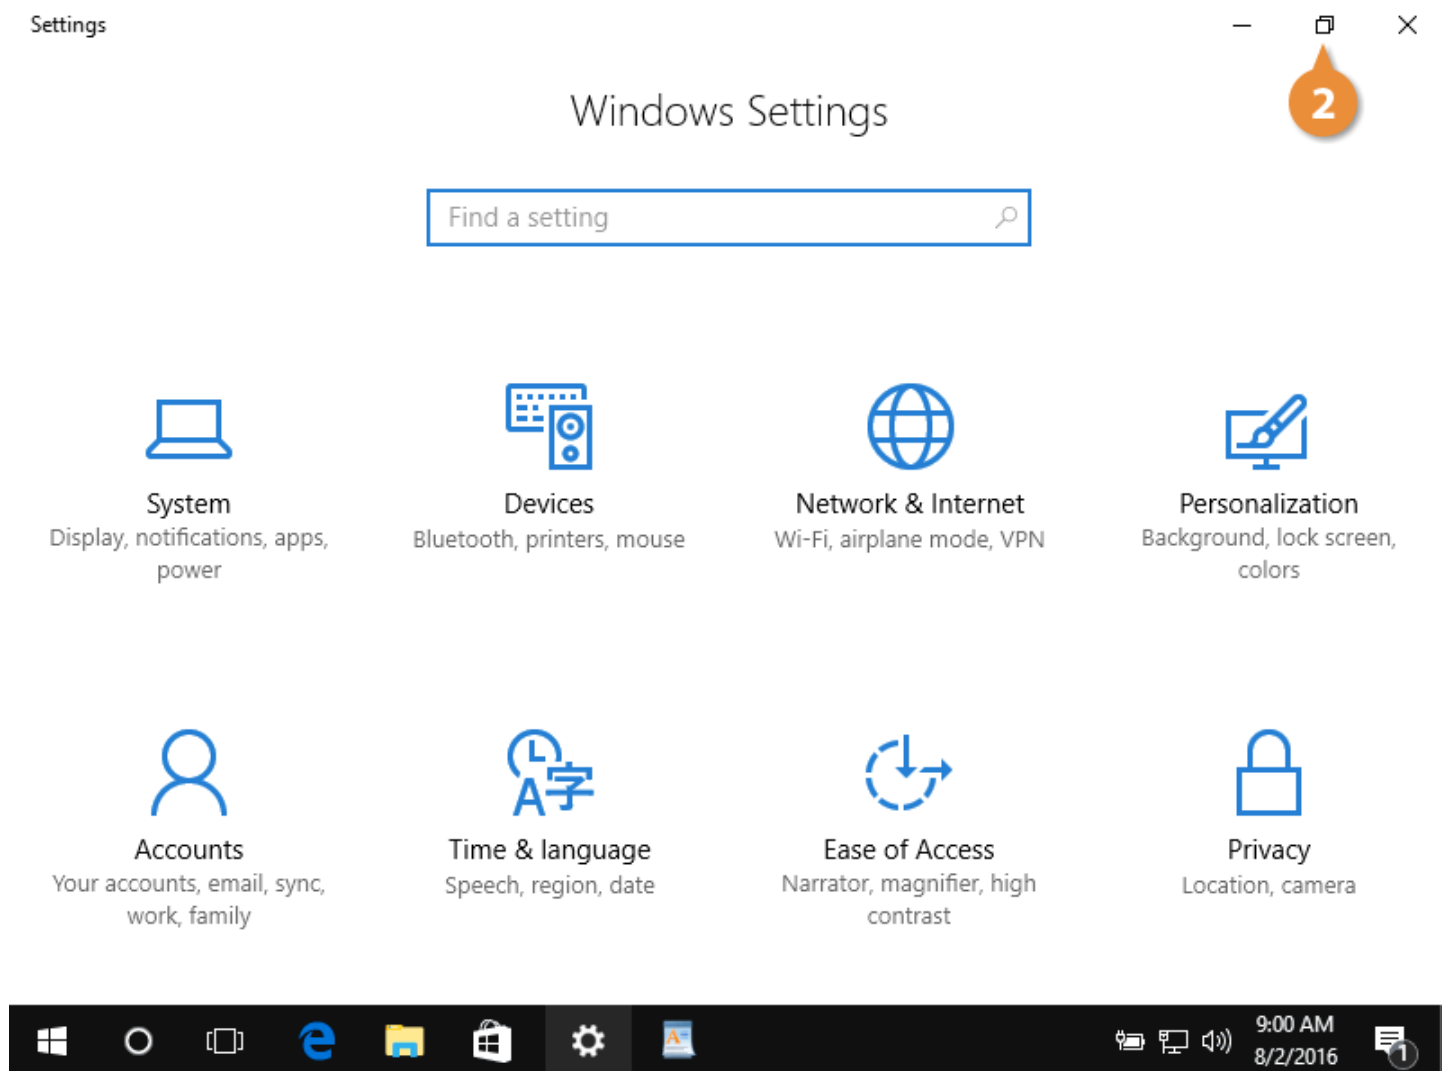 Settings
2
Windows Settings
Find a setting
System
Display, notifications, apps,
power
Devices
Bluetooth, printers, mouse
Network & Internet
Wi-Fi, airplane mode, VPN
Personalization
Background, lock screen,
colors
Accounts
Your accounts, email, sync,
work, family
Time & language
Speech, region, date
Ease of Access
Narrator, magnifier, high
contrast
Privacy
Location, camera
9:00 AM
8/2/2016
1